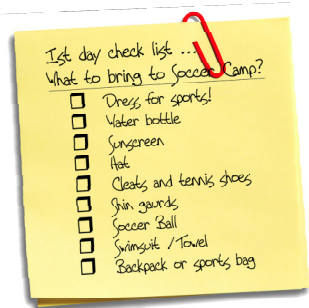 1st day check list ...
What to bring to Soccer Camp?
Dress for sports!
Water bottle
Sunscreen
Hat
Cleats and tennis shoes
Shin gaurds
Soccer Ball
Swimsuit / Towel
Backpack or sports bag